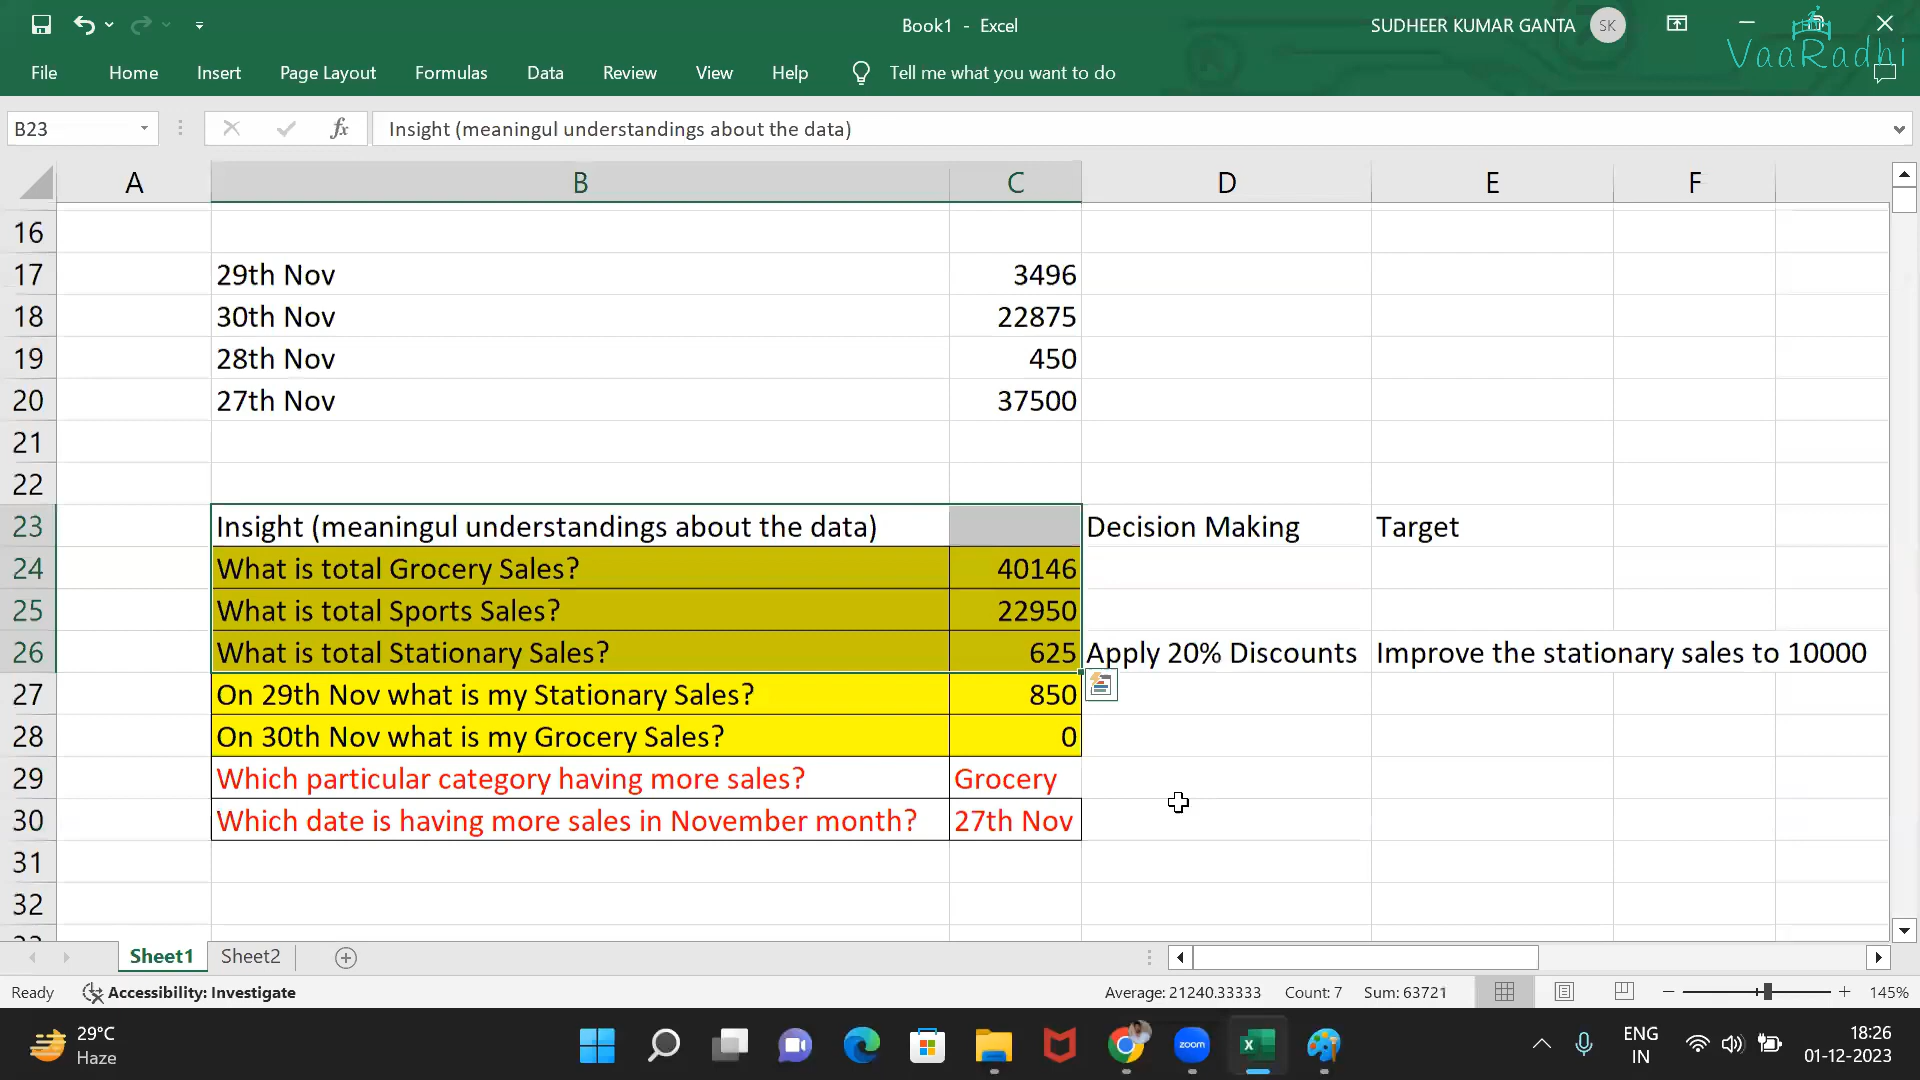 Book1 - Excel
SUDHEER KUMAR GANTA
SK
VaaRadhi
File Home Insert Page Layout Formulas Data Review View Help Tell me what you want to do
B23 fx Insight (meaningul understandings about the data)
A B C D E F
16
17 29th Nov 3496
18 30th Nov 22875
19 28th Nov 450
20 27th Nov 37500
21
22
23 Insight (meaningul understandings about the data) Decision Making Target
24 What is total Grocery Sales? 40146
25 What is total Sports Sales? 22950
26 What is total Stationary Sales? 625 Apply 20% Discounts Improve the stationary sales to 10000
27 On 29th Nov what is my Stationary Sales? 850
28 On 30th Nov what is my Grocery Sales? 0
29 Which particular category having more sales? Grocery
30 Which date is having more sales in November month? 27th Nov
31
32
Sheet1 Sheet2
Ready Accessibility: Investigate Average: 21240.33333 Count: 7 Sum: 63721 145%
29°C
Haze
zoom
ENG
IN
18:26
01-12-2023